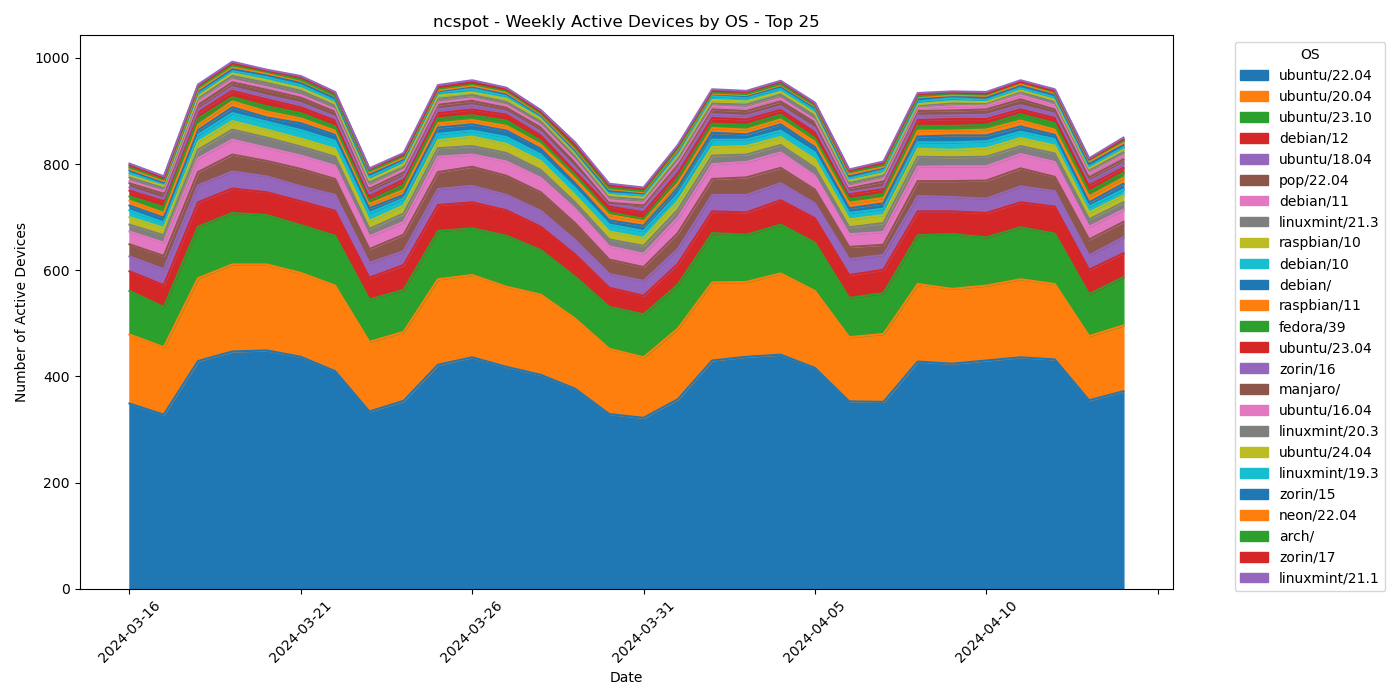 ncspot - Weekly Active Devices by OS - Top 25
Number of Active Devices
1000
800
600
400
200
0
2024-03-16
2024-03-21
2024-03-26
2024-03-31
2024-04-05
2024-04-10
Date
OS
ubuntu/22.04
ubuntu/20.04
ubuntu/23.10
debian/12
ubuntu/18.04
pop/22.04
debian/11
linuxmint/21.3
raspbian/10
debian/10
debian/
raspbian/11
fedora/39
ubuntu/23.04
zorin/16
manjaro/
ubuntu/16.04
linuxmint/20.3
ubuntu/24.04
linuxmint/19.3
zorin/15
neon/22.04
arch/
zorin/17
linuxmint/21.1